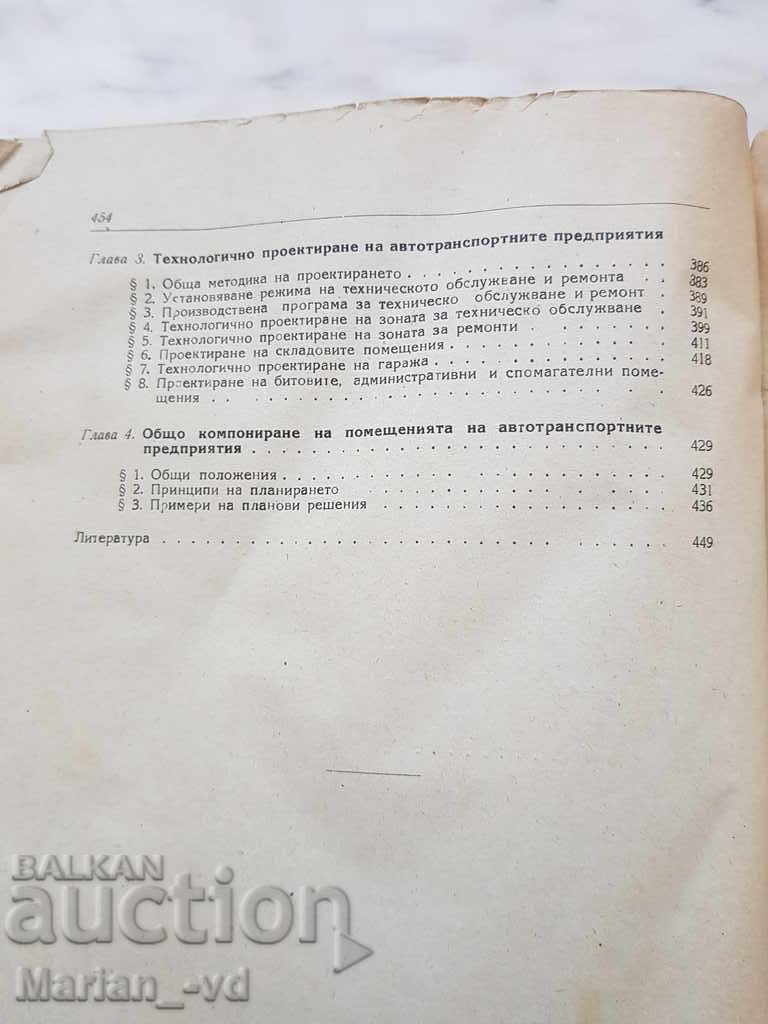 454
Глава 3. Технологично проектиране на автотранспортните предприятия
§ 1. Обща методика на проектирането . . . . . . . . . . . 386
§ 2. Установяване режима на техническото обслужване и ремонта . . 383
§ 3. Производствена програма за техническо обслужване и ремонт . 389
§ 4. Технологично проектиране на зоната за техническо обслужване . 391
§ 5. Технологично проектиране на зоната за ремонти . . . . . . 399
§ 6. Проектиране на складовите помещения . . . . . . . . . . 411
§ 7. Технологично проектиране на гаража . . . . . . . . . . 418
§ 8. Проектиране на битовите, административни и спомагателни поме-
щения . . . . . . . . . . . . . . . . . 426
Глава 4. Общо компониране на помещенията на автотранспортните
предприятия . . . . . . . . . . . . . . . . . 429
§ 1. Общи положения . . . . . . . . . . . . . . . 429
§ 2. Принципи на планирането . . . . . . . . . . . . 431
§ 3. Примери на планови решения . . . . . . . . . . . 436
Литература . . . . . . . . . . . . . . . . . . . 449
BALKAN
auction
Marian_-vd